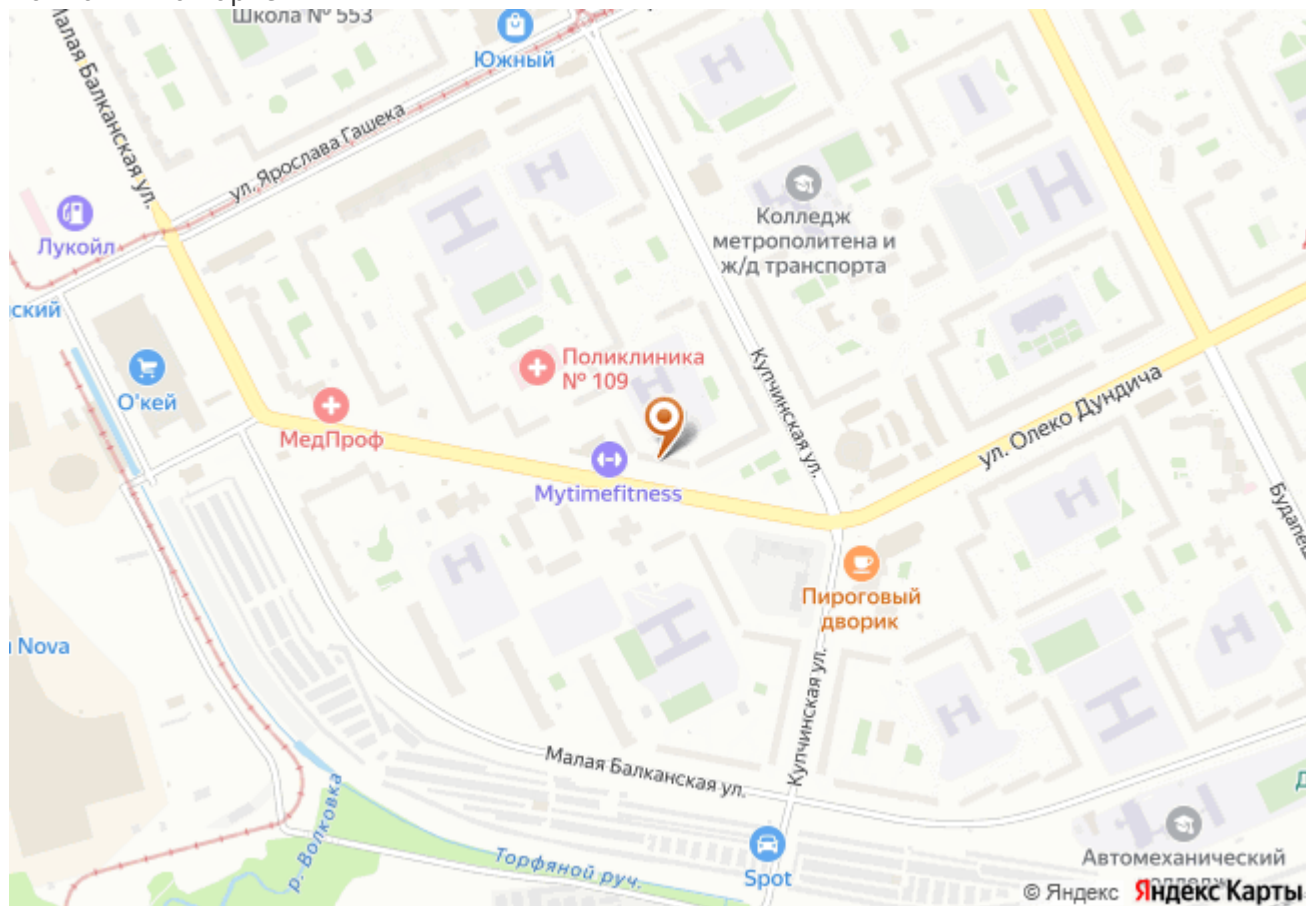 Школа № 553
Южный
Малая Балканская ул.
ул. Ярослава Гашека
Лукойл
Колледж
метрополитена и
ж/д транспорта
ский
О'кей
Поликлиника
№ 109
МедПроф
Купчинская ул.
ул. Олеко Дундича
Mytimefitness
Будапеш
Пироговый
дворик
Nova
Купчинская ул.
Малая Балканская ул.
р. Волковка
Торфяной руч.
Spot
Д
Автомеханический
© Яндекс Яндекс Карты